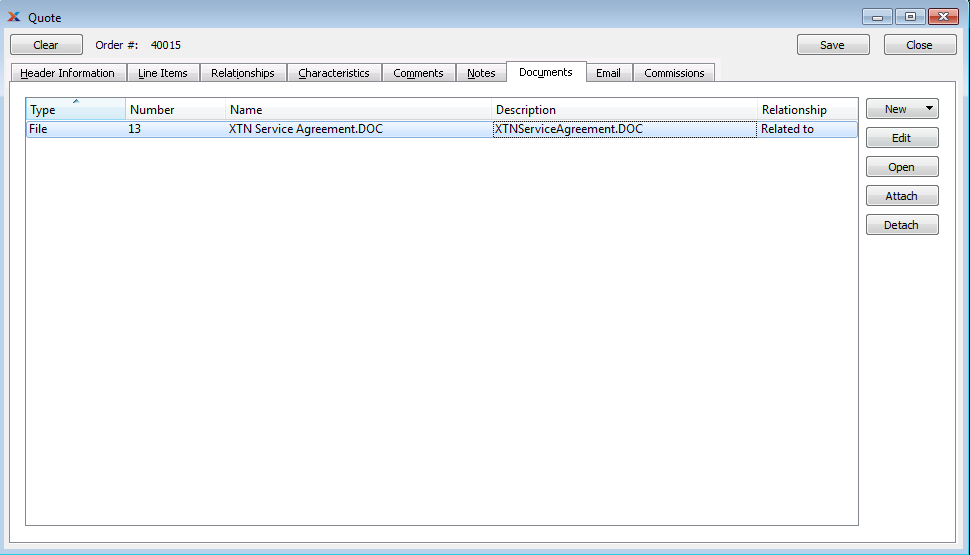 Quote
Clear Order #: 40015 Save Close
Header Information Line Items Relationships Characteristics Comments Notes Documents Email Commissions
Type Number Name Description Relationship New
File 13 XTN Service Agreement.DOC XTNServiceAgreement.DOC Related to
Edit
Open
Attach
Detach